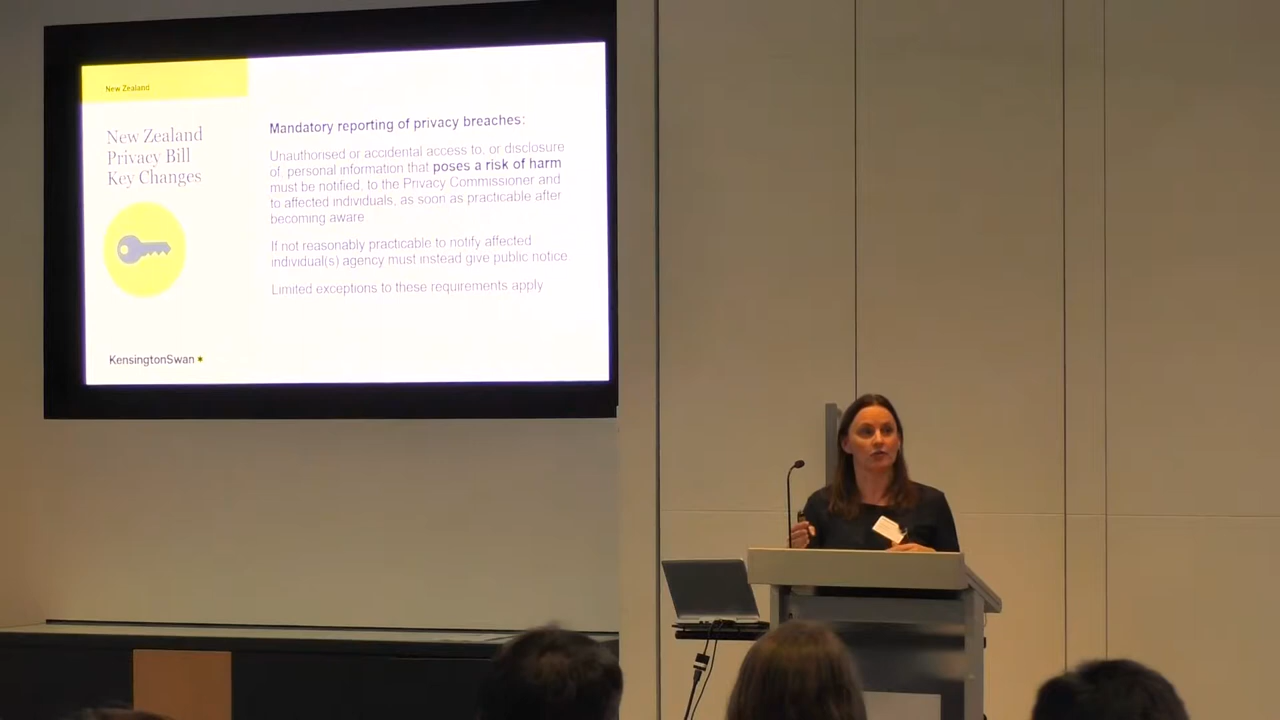 New Zealand
New Zealand
Privacy Bill
Key Changes
Mandatory reporting of privacy breaches:
Unauthorised or accidental access to, or disclosure
of, personal information that poses a risk of harm
must be notified, to the Privacy Commissioner and
to affected individuals, as soon as practicable after
becoming aware
If not reasonably practicable to notify affected
individual(s) agency must instead give public notice
Limited exceptions to these requirements apply
KensingtonSwan*